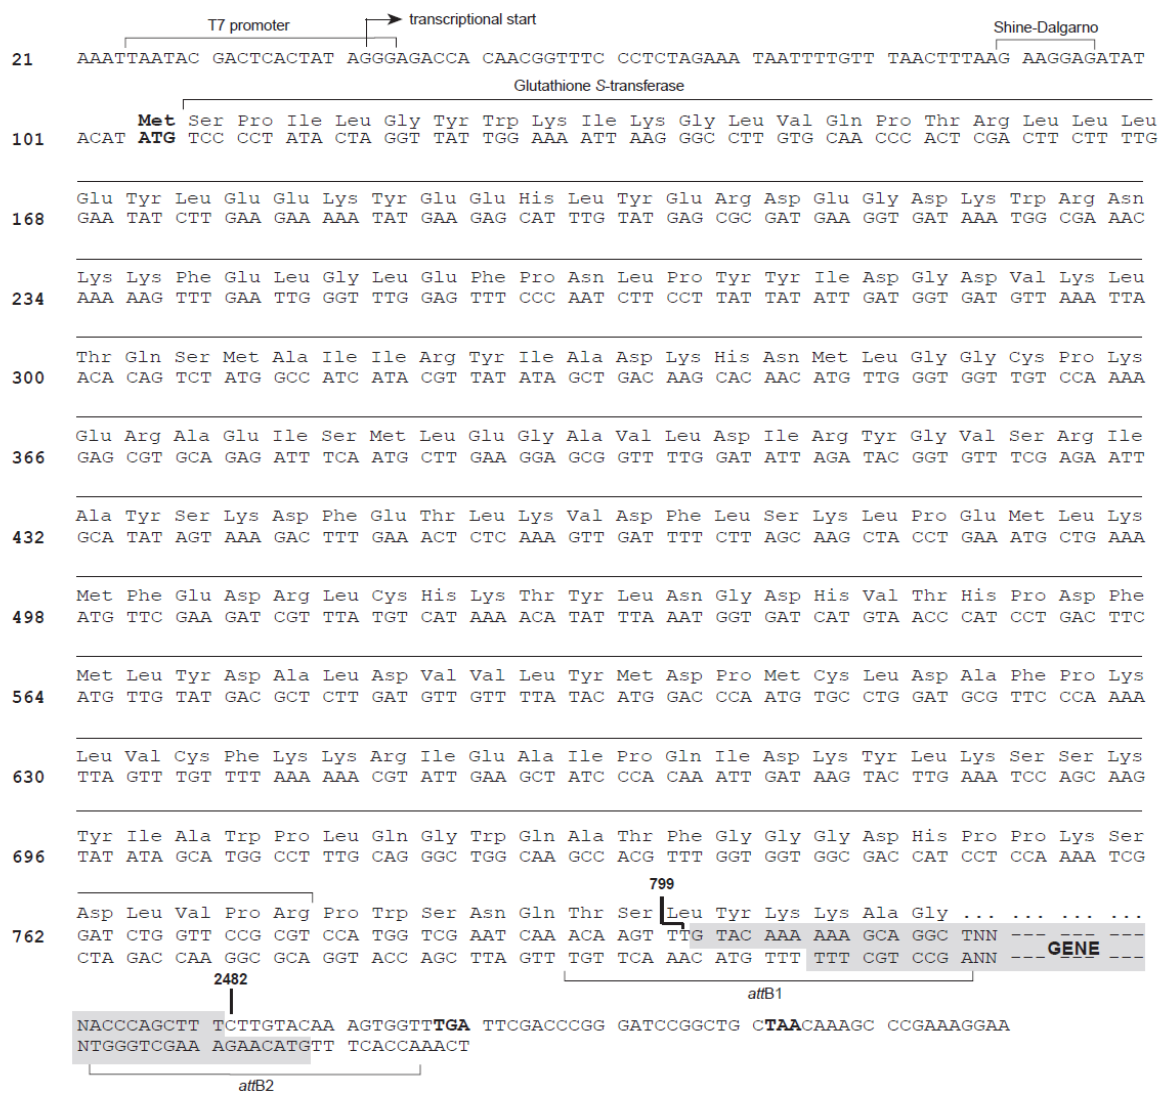 T7 promoter transcriptional start Shine-Dalgarno
21 AAATTAATAC GACTCACTAT AGGGAGACCA CAACGGTTTC CCTCTAGAAA TAATTTTGTT TAACTTTAAG AAGGAGATAT
Glutathione S-transferase
Met Ser Pro Ile Leu Gly Tyr Trp Lys Ile Lys Gly Leu Val Gln Pro Thr Arg Leu Leu Leu
101 ACAT ATG TCC CCT ATA CTA GGT TAT TGG AAA ATT AAG GGC CTT GTG CAA CCC ACT CGA CTT CTT TTG
Glu Tyr Leu Glu Glu Lys Tyr Glu Glu His Leu Tyr Glu Arg Asp Glu Gly Asp Lys Trp Arg Asn
168 GAA TAT CTT GAA GAA AAA TAT GAA GAG CAT TTG TAT GAG CGC GAT GAA GGT GAT AAA TGG CGA AAC
Lys Lys Phe Glu Leu Gly Leu Glu Phe Pro Asn Leu Pro Tyr Tyr Ile Asp Gly Asp Val Lys Leu
234 AAA AAG TTT GAA TTG GGT TTG GAG TTT CCC AAT CTT CCT TAT TAT ATT GAT GGT GAT GTT AAA TTA
Thr Gln Ser Met Ala Ile Ile Arg Tyr Ile Ala Asp Lys His Asn Met Leu Gly Gly Cys Pro Lys
300 ACA CAG TCT ATG GCC ATC ATA CGT TAT ATA GCT GAC AAG CAC AAC ATG TTG GGT GGT TGT CCA AAA
Glu Arg Ala Glu Ile Ser Met Leu Glu Gly Ala Val Leu Asp Ile Arg Tyr Gly Val Ser Arg Ile
366 GAG CGT GCA GAG ATT TCA ATG CTT GAA GGA GCG GTT TTG GAT ATT AGA TAC GGT GTT TCG AGA ATT
Ala Tyr Ser Lys Asp Phe Glu Thr Leu Lys Val Asp Phe Leu Ser Lys Leu Pro Glu Met Leu Lys
432 GCA TAT AGT AAA GAC TTT GAA ACT CTC AAA GTT GAT TTT CTT AGC AAG CTA CCT GAA ATG CTG AAA
Met Phe Glu Asp Arg Leu Cys His Lys Thr Tyr Leu Asn Gly Asp His Val Thr His Pro Asp Phe
498 ATG TTC GAA GAT CGT TTA TGT CAT AAA ACA TAT TTA AAT GGT GAT CAT GTA ACC CAT CCT GAC TTC
Met Leu Tyr Asp Ala Leu Asp Val Val Leu Tyr Met Asp Pro Met Cys Leu Asp Ala Phe Pro Lys
564 ATG TTG TAT GAC GCT CTT GAT GTT GTT TTA TAC ATG GAC CCA ATG TGC CTG GAT GCG TTC CCA AAA
Leu Val Cys Phe Lys Lys Arg Ile Glu Ala Ile Pro Gln Ile Asp Lys Tyr Leu Lys Ser Ser Lys
630 TTA GTT TGT TTT AAA AAA CGT ATT GAA GCT ATC CCA CAA ATT GAT AAG TAC TTG AAA TCC AGC AAG
Tyr Ile Ala Trp Pro Leu Gln Gly Trp Gln Ala Thr Phe Gly Gly Gly Asp His Pro Pro Lys Ser
696 TAT ATA GCA TGG CCT TTG CAG GGC TGG CAA GCC ACG TTT GGT GGT GGC GAC CAT CCT CCA AAA TCG
799
Asp Leu Val Pro Arg Pro Trp Ser Asn Gln Thr Ser Leu Tyr Lys Lys Ala Gly ... ... ... ...
762 GAT CTG GTT CCG CGT CCA TGG TCG AAT CAA ACA AGT TTG TAC AAA AAA GCA GGC TNN --- --- ---
GENE
CTA GAC CAA GGC GCA GGT ACC AGC TTA GTT TGT TCA AAC ATG TTT TTT CGT CCG ANN --- --- ---
2482 attB1
NACCCAGCTTT TCTTGTACAA AGTGGTTTGA TTCGACCCGG GATCCGGCTG CTAACAAAGC CCGAAAGGAA
NTGGGTCGAAA AGAACATGTT TCACCAAACT
attB2